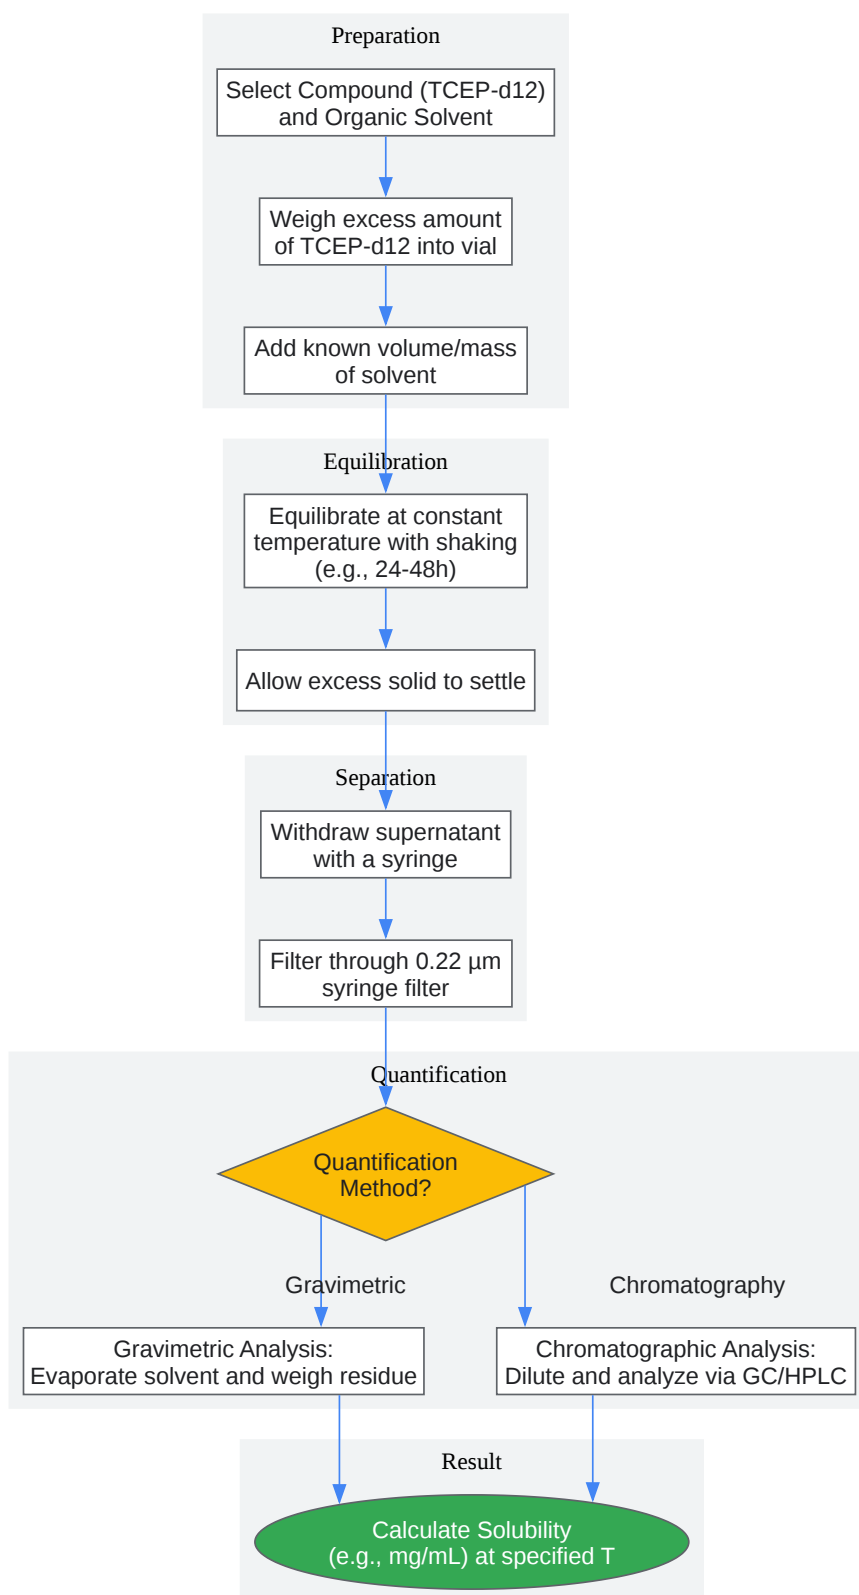 Preparation
Select Compound (TCEP-d12)
and Organic Solvent
Weigh excess amount
of TCEP-d12 into vial
Add known volume/mass
of solvent
Equilibration
Equilibrate at constant
temperature with shaking
(e.g., 24-48h)
Allow excess solid to settle
Separation
Withdraw supernatant
with a syringe
Filter through 0.22 µm
syringe filter
Quantification
Quantification
Method?
Gravimetric
Chromatography
Gravimetric Analysis:
Evaporate solvent and weigh residue
Chromatographic Analysis:
Dilute and analyze via GC/HPLC
Result
Calculate Solubility
(e.g., mg/mL) at specified T